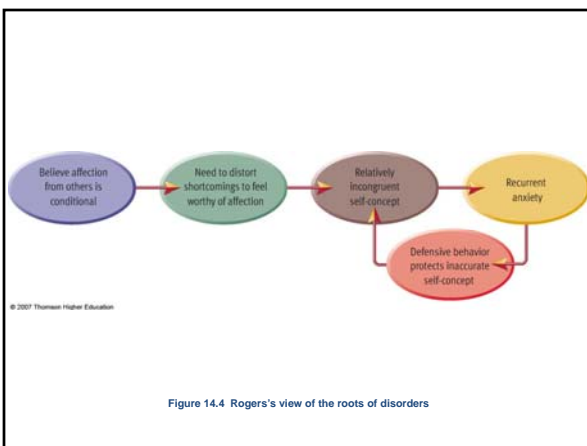 Believe affection
from others is
conditional
Need to distort
shortcomings to feel
worthy of affection
Relatively
incongruent
self-concept
Recurrent
anxiety
Defensive behavior
protects inaccurate
self-concept
© 2007 Thomson Higher Education
Figure 14.4 Rogers's view of the roots of disorders